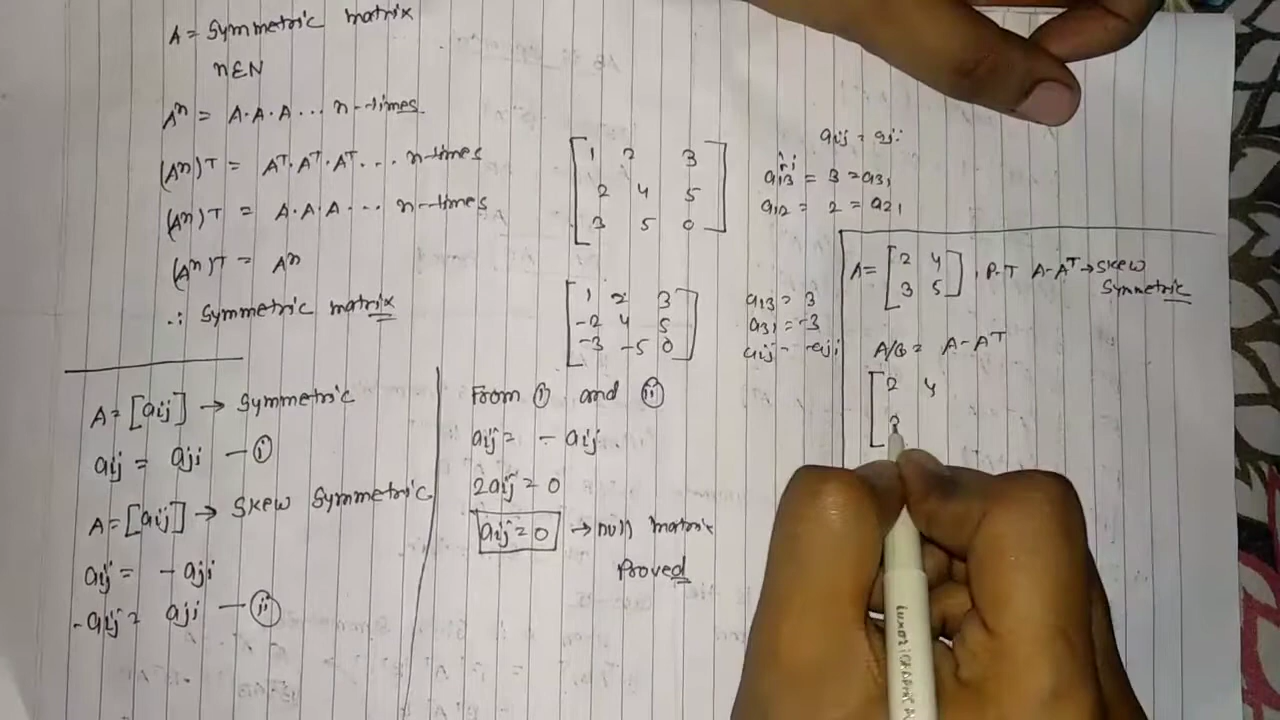 A = Symmetric matrix
n∈N
Aⁿ = A·A·A... n-times
(Aⁿ)ᵀ = Aᵀ·Aᵀ·Aᵀ... n-times
(Aⁿ)ᵀ = A·A·A... n-times
(Aⁿ)ᵀ = Aⁿ
∴ Symmetric matrix
A = [aij] → Symmetric
aij = aji — (i)
A = [aij] → Skew Symmetric
aij = -aji
-aij = aji — (ii)
1 2 3
2 4 5
3 5 0
1 2 3
-2 4 5
-3 -5 0
From (i) and (ii)
aij = - aij
2aij = 0
aij = 0 → null matrix
Proved
a13 = 3 = a31
a12 = 2 = a21
a13 = 3
a31 = -3
aij = -aji
A = [2 4
3 5], P.T A-Aᵀ → Skew
Symmetric
A/Q = A-Aᵀ
2 4